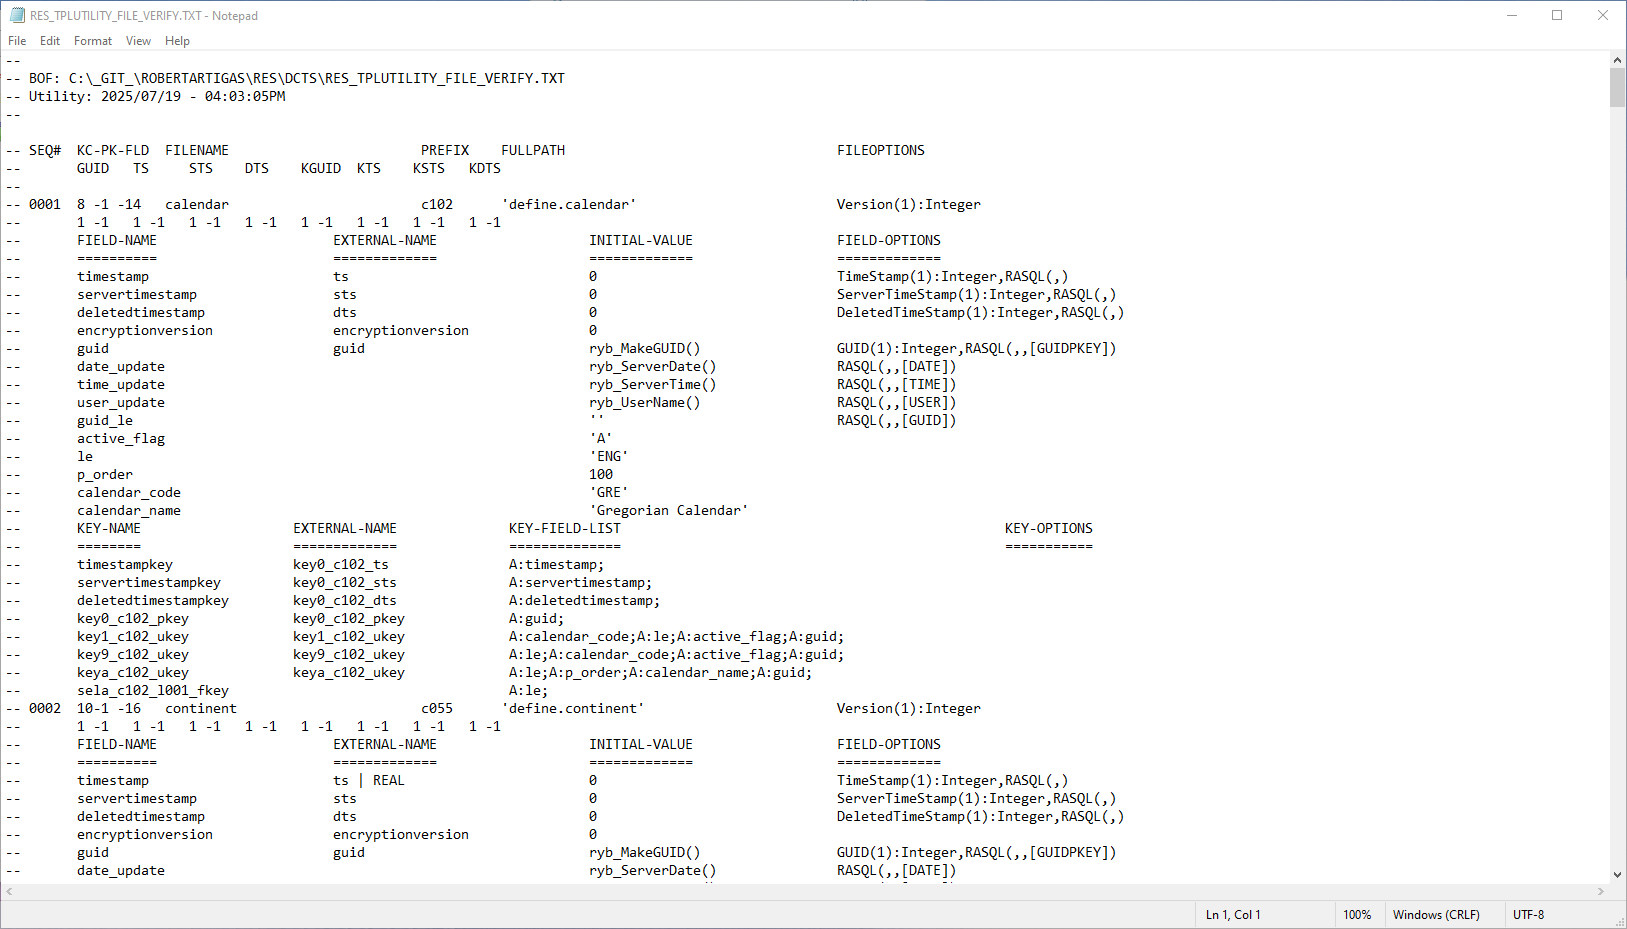 RES_TPLUTILITY_FILE_VERIFY.TXT - Notepad
File Edit Format View Help
--
-- BOF: C:\_GIT_\ROBERTARTIGAS\RES\DCTS\RES_TPLUTILITY_FILE_VERIFY.TXT
-- Utility: 2025/07/19 - 04:03:05PM
--
-- SEQ# KC-PK-FLD FILENAME PREFIX FULLPATH FILEOPTIONS
-- GUID TS STS DTS KGUID KTS KSTS KDTS
--
-- 0001 8 -1 -14 calendar c102 'define.calendar' Version(1):Integer
-- 1 -1 1 -1 1 -1 1 -1 1 -1 1 -1 1 -1 1 -1
-- FIELD-NAME EXTERNAL-NAME INITIAL-VALUE FIELD-OPTIONS
-- ========== ============= ============= =============
-- timestamp ts 0 TimeStamp(1):Integer,RASQL(,)
-- servertimestamp sts 0 ServerTimeStamp(1):Integer,RASQL(,)
-- deletedtimestamp dts 0 DeletedTimeStamp(1):Integer,RASQL(,)
-- encryptionversion encryptionversion 0
-- guid guid ryb_MakeGUID() GUID(1):Integer,RASQL(,,[GUIDPKEY])
-- date_update ryb_ServerDate() RASQL(,,[DATE])
-- time_update ryb_ServerTime() RASQL(,,[TIME])
-- user_update ryb_UserName() RASQL(,,[USER])
-- guid_le '' RASQL(,,[GUID])
-- active_flag 'A'
-- le 'ENG'
-- p_order 100
-- calendar_code 'GRE'
-- calendar_name 'Gregorian Calendar'
-- KEY-NAME EXTERNAL-NAME KEY-FIELD-LIST KEY-OPTIONS
-- ======== ============= ============== ===========
-- timestampkey key0_c102_ts A:timestamp;
-- servertimestampkey key0_c102_sts A:servertimestamp;
-- deletedtimestampkey key0_c102_dts A:deletedtimestamp;
-- key0_c102_pkey key0_c102_pkey A:guid;
-- key1_c102_ukey key1_c102_ukey A:calendar_code;A:le;A:active_flag;A:guid;
-- key9_c102_ukey key9_c102_ukey A:le;A:calendar_code;A:active_flag;A:guid;
-- keya_c102_ukey keya_c102_ukey A:le;A:p_order;A:calendar_name;A:guid;
-- sela_c102_l001_fkey A:le;
-- 0002 10-1 -16 continent c055 'define.continent' Version(1):Integer
-- 1 -1 1 -1 1 -1 1 -1 1 -1 1 -1 1 -1 1 -1
-- FIELD-NAME EXTERNAL-NAME INITIAL-VALUE FIELD-OPTIONS
-- ========== ============= ============= =============
-- timestamp ts | REAL 0 TimeStamp(1):Integer,RASQL(,)
-- servertimestamp sts 0 ServerTimeStamp(1):Integer,RASQL(,)
-- deletedtimestamp dts 0 DeletedTimeStamp(1):Integer,RASQL(,)
-- encryptionversion encryptionversion 0
-- guid guid ryb_MakeGUID() GUID(1):Integer,RASQL(,,[GUIDPKEY])
-- date_update ryb_ServerDate() RASQL(,,[DATE])
Ln 1, Col 1 100% Windows (CRLF) UTF-8